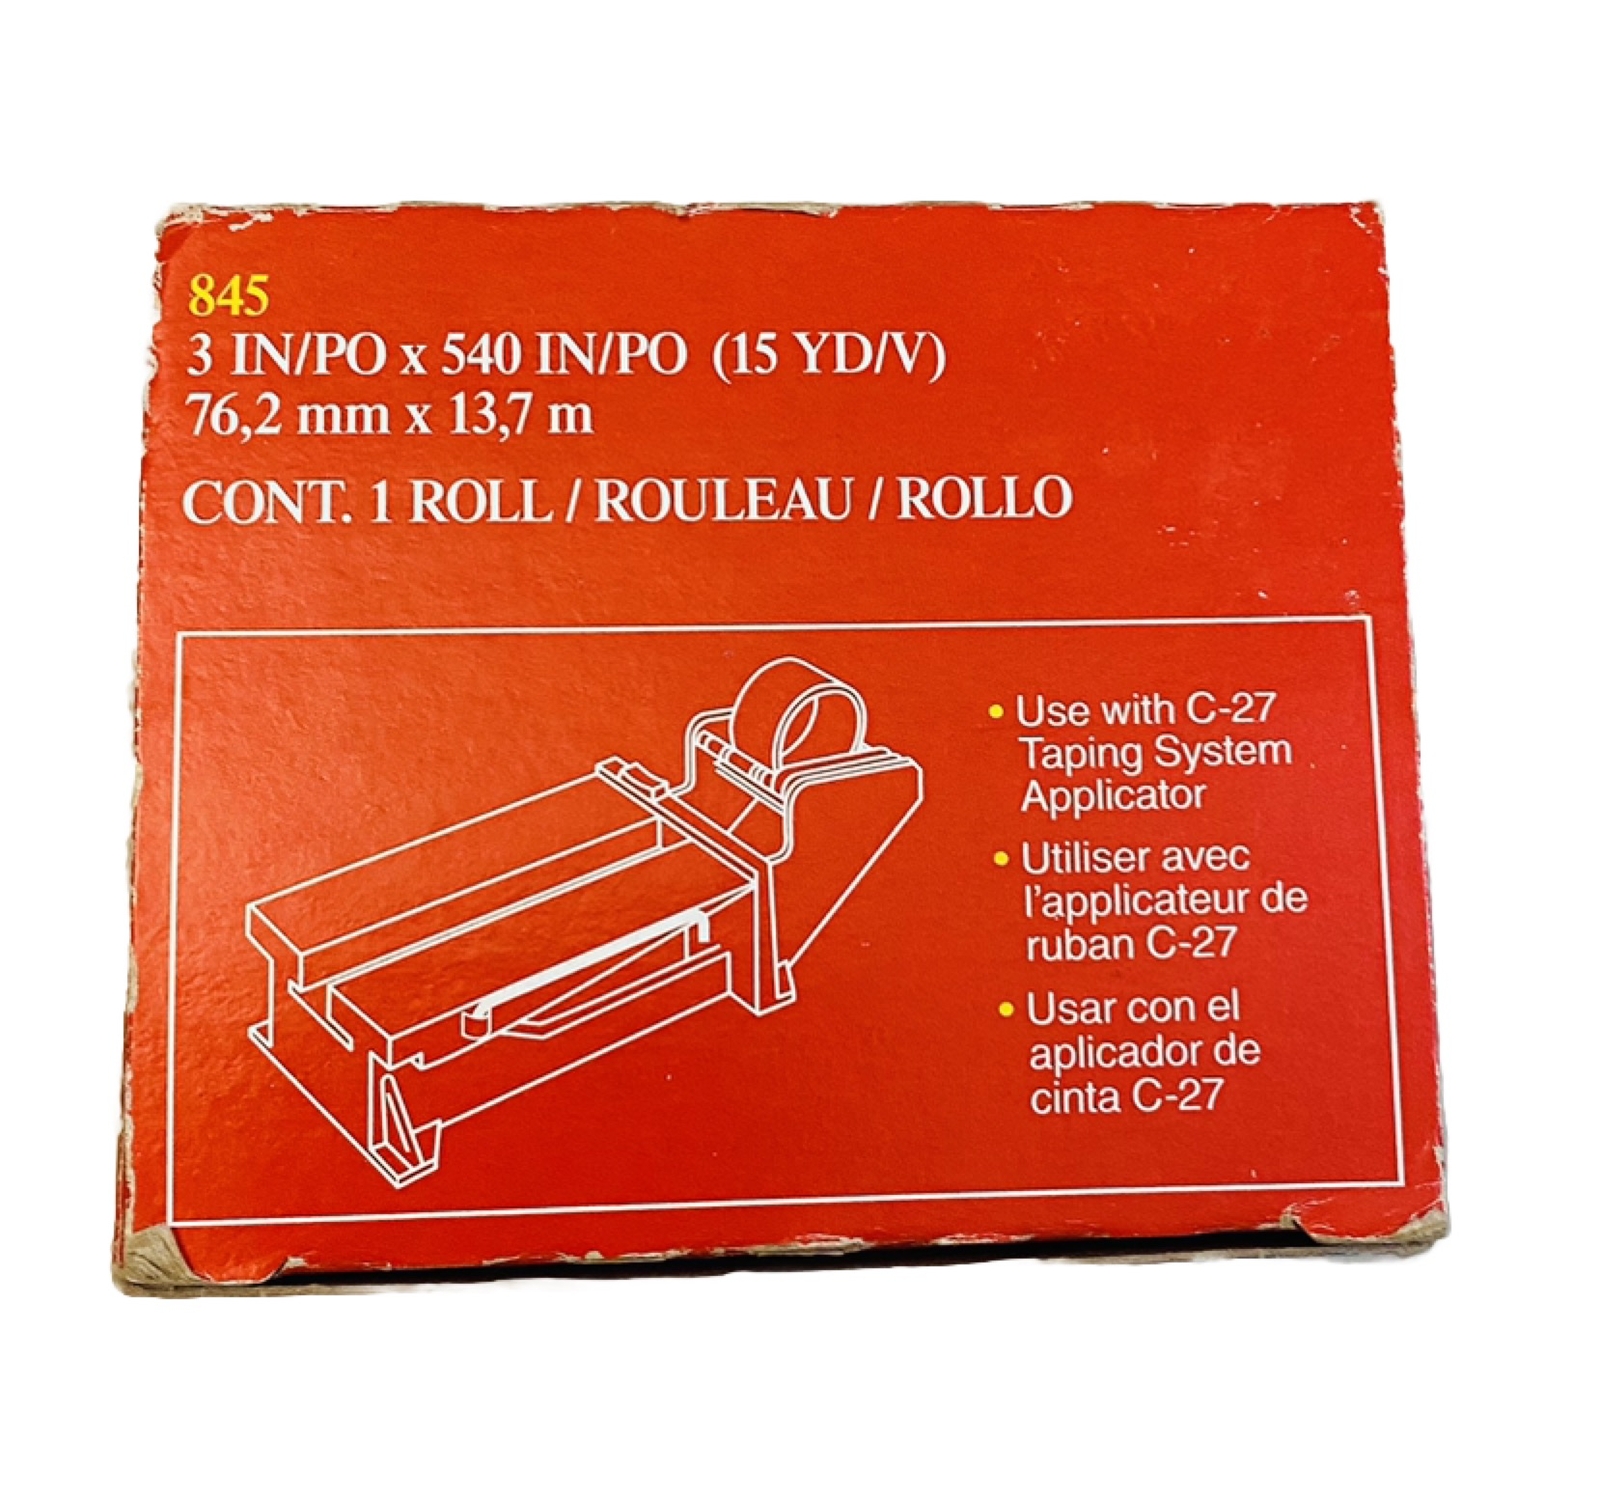 845
3 IN/PO x 540 IN/PO (15 YD/V)
76,2 mm x 13,7 m
CONT. 1 ROLL / ROULEAU / ROLLO
• Use with C-27
Taping System
Applicator
• Utiliser avec
l'applicateur de
ruban C-27
• Usar con el
aplicador de
cinta C-27